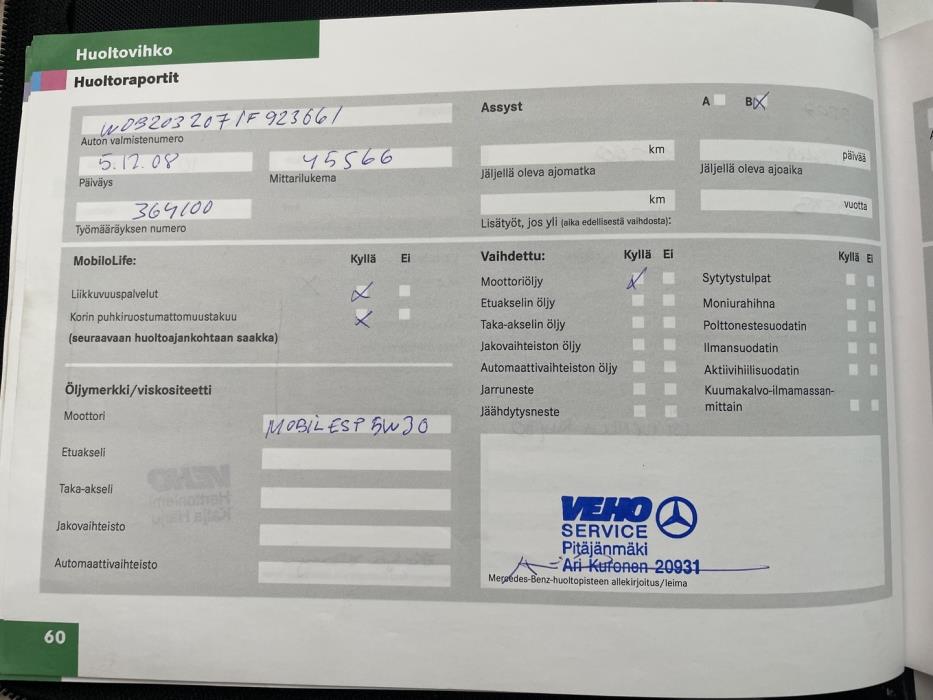 Huoltovihko
Huoltoraportit
WDB2032071F923661
Auton valmistenumero
5.12.08
45566
Päiväys
Mittarilukema
364100
Työmääräyksen numero
Assyst
A
B
km
päivää
Jäljellä oleva ajomatka
Jäljellä oleva ajoaika
km
vuotta
Lisätyöt, jos yli (aika edellisestä vaihdosta):
MobiloLife:
Kyllä
Ei
Liikkuvuuspalvelut
Korin puhkiruostumattomuustakuu
(seuraavaan huoltoajankohtaan saakka)
Vaihdettu:
Kyllä
Ei
Kyllä
Ei
Moottoriöljy
Sytytystulpat
Etuakselin öljy
Moniurahihna
Taka-akselin öljy
Polttonestesuodatin
Jakovaihteiston öljy
Ilmansuodatin
Automaattivaihteiston öljy
Aktiivihiilisuodatin
Jarruneste
Kuumakalvo-ilmamassan-
mittain
Jäähdytysneste
Öljymerkki/viskositeetti
Moottori
MOBIL ESP 5W30
Etuakseli
Taka-akseli
Jakovaihteisto
Automaattivaihteisto
VEHO
SERVICE
Pitäjänmäki
Ari Kuronen 20931
Mercedes-Benz-huoltopisteen allekirjoitus/leima
60